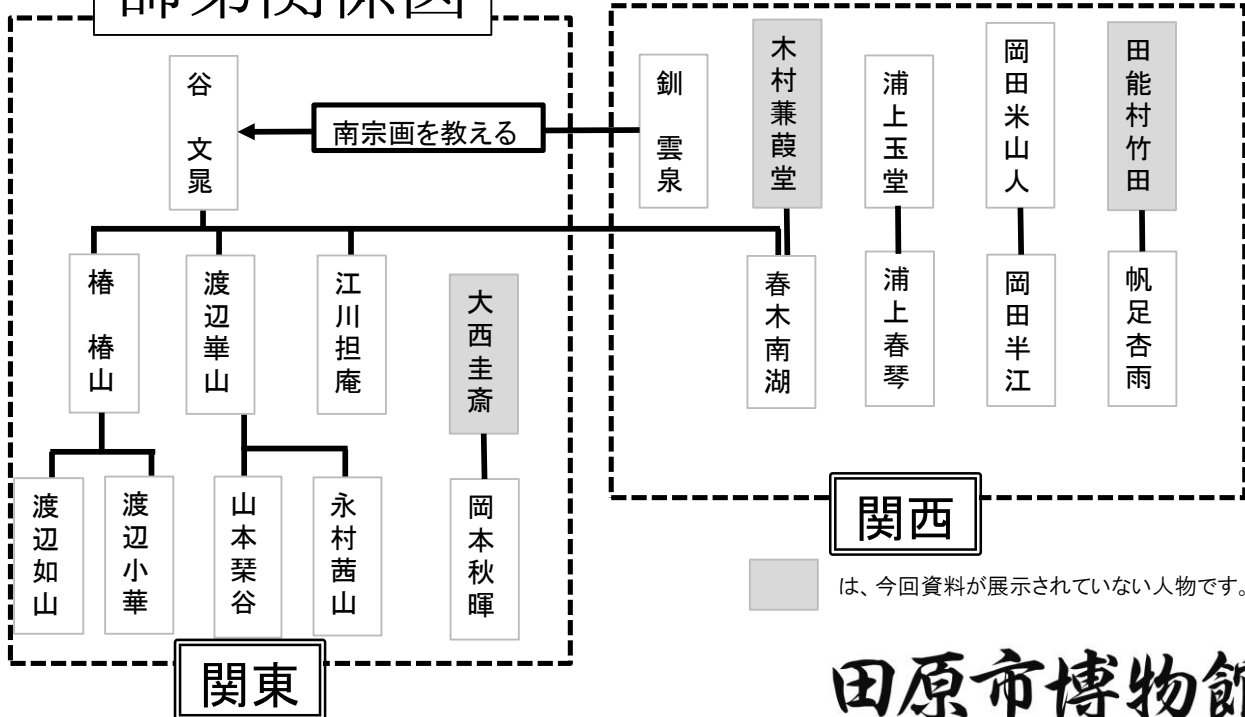 師弟関係図
谷 文晁
南宗画を教える
釧 雲泉
木村蒹葭堂
浦上玉堂
岡田米山人
田能村竹田
椿 椿山
渡辺崋山
江川担庵
大西圭斎
春木南湖
浦上春琴
岡田半江
帆足杏雨
渡辺如山
渡辺小華
山本琹谷
永村茜山
岡本秋暉
関西
は、今回資料が展示されていない人物です。
関東
田原市博物館